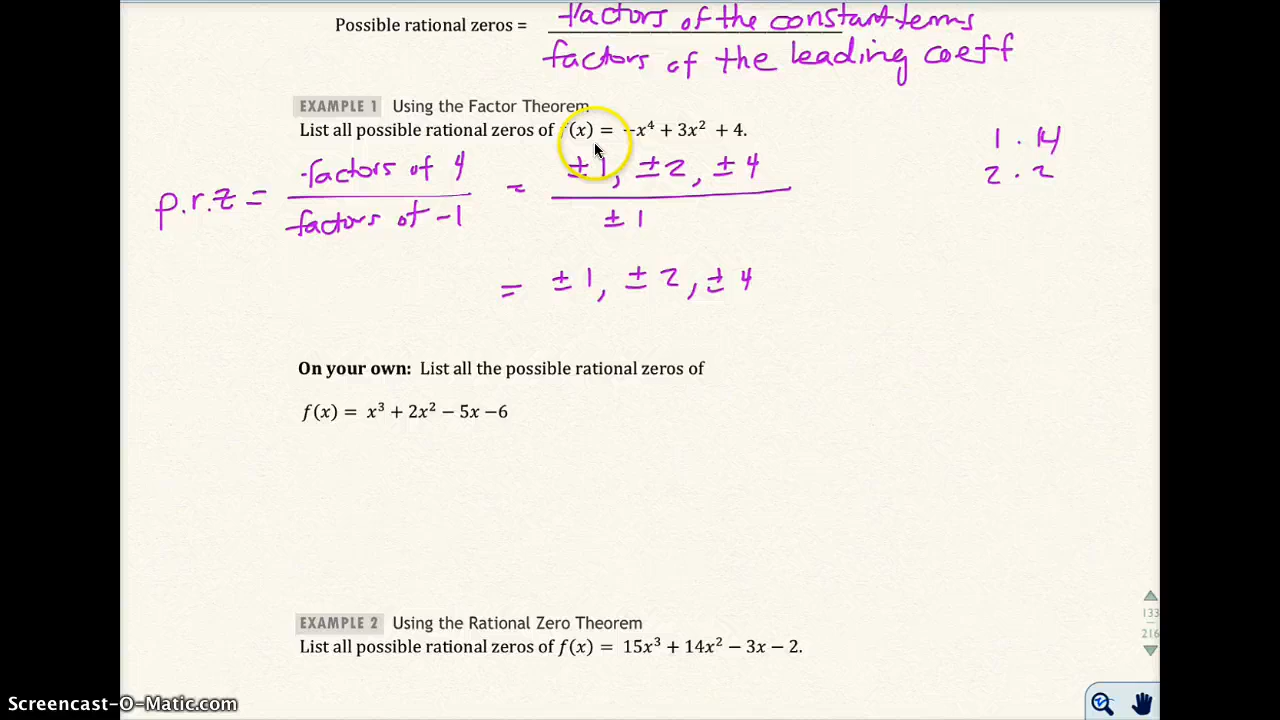 Possible rational zeros = factors of the constant terms
factors of the leading coeff
EXAMPLE 1 Using the Factor Theorem
List all possible rational zeros of f(x) = −x⁴ + 3x² + 4.
1 · 14
factors of 4 = ±1, ±2, ±4
2 · 2
p.r.z =
factors of -1
±1
= ±1, ±2, ±4
On your own: List all the possible rational zeros of
f(x) = x³ + 2x² − 5x −6
EXAMPLE 2 Using the Rational Zero Theorem
List all possible rational zeros of f(x) = 15x³ + 14x² − 3x − 2.
133
216
Screencast-O-Matic.com